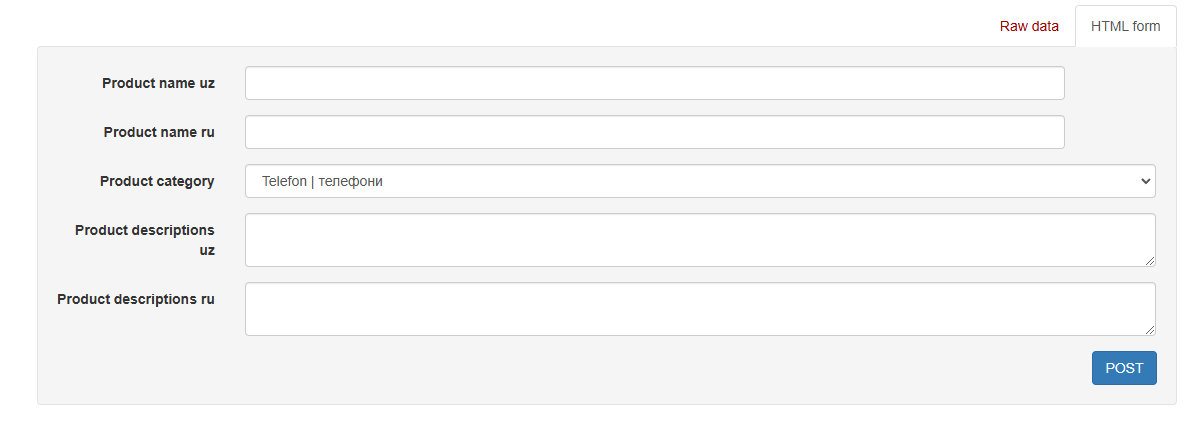 Raw data
HTML form
Product name uz
Product name ru
Product category
Telefon | телефони
Product descriptions
uz
Product descriptions ru
POST